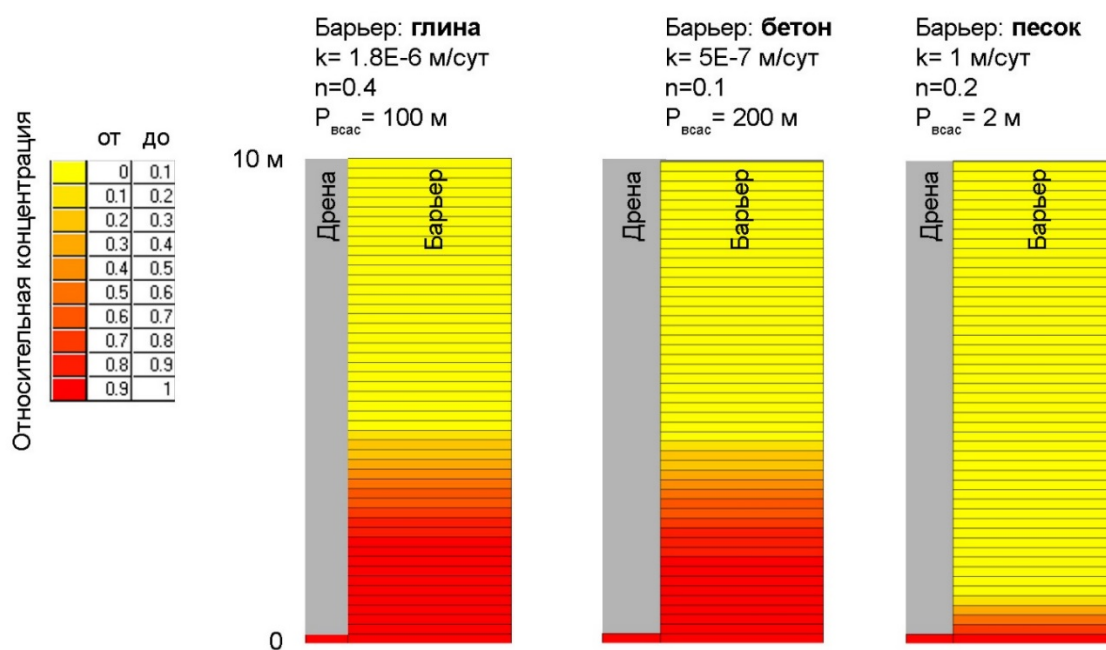 Барьер: глина
k= 1.8E-6 м/сут
n=0.4
Pвсас= 100 м
Барьер: бетон
k= 5E-7 м/сут
n=0.1
Pвсас= 200 м
Барьер: песок
k= 1 м/сут
n=0.2
Pвсас= 2 м
Относительная концентрация
от до
0 0.1
0.1 0.2
0.2 0.3
0.3 0.4
0.4 0.5
0.5 0.6
0.6 0.7
0.7 0.8
0.8 0.9
0.9 1
10 м
0
Дрена
Барьер
Дрена
Барьер
Дрена
Барьер